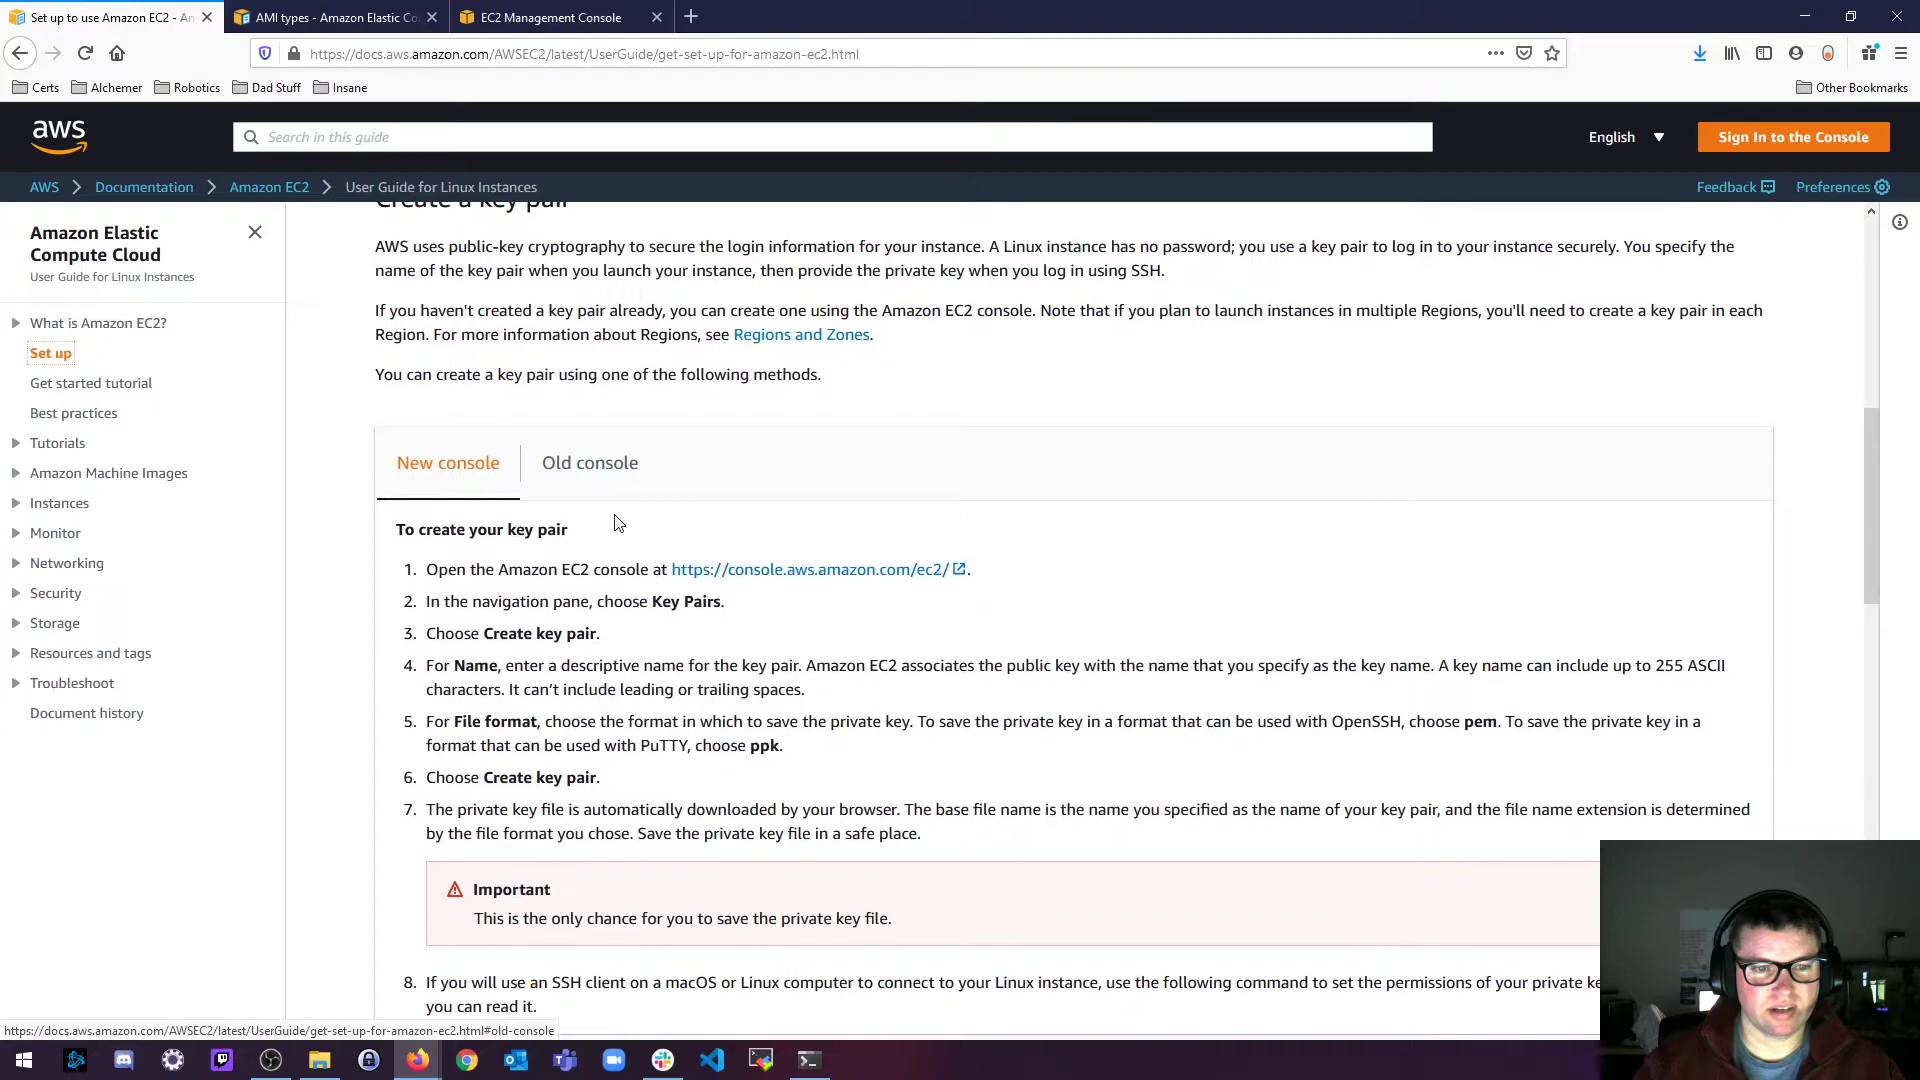 Set up to use Amazon EC2 - An
AMI types - Amazon Elastic Co
EC2 Management Console
https://docs.aws.amazon.com/AWSEC2/latest/UserGuide/get-set-up-for-amazon-ec2.html
Certs
Alchemer
Robotics
Dad Stuff
Insane
Other Bookmarks
aws
Search in this guide
English
Sign In to the Console
AWS
Documentation
Amazon EC2
User Guide for Linux Instances
Feedback
Preferences
Amazon Elastic
Compute Cloud
User Guide for Linux Instances
What is Amazon EC2?
Set up
Get started tutorial
Best practices
Tutorials
Amazon Machine Images
Instances
Monitor
Networking
Security
Storage
Resources and tags
Troubleshoot
Document history
Create a key pair
AWS uses public-key cryptography to secure the login information for your instance. A Linux instance has no password; you use a key pair to log in to your instance securely. You specify the
name of the key pair when you launch your instance, then provide the private key when you log in using SSH.
If you haven't created a key pair already, you can create one using the Amazon EC2 console. Note that if you plan to launch instances in multiple Regions, you'll need to create a key pair in each
Region. For more information about Regions, see Regions and Zones.
You can create a key pair using one of the following methods.
New console
Old console
To create your key pair
1. Open the Amazon EC2 console at https://console.aws.amazon.com/ec2/.
2. In the navigation pane, choose Key Pairs.
3. Choose Create key pair.
4. For Name, enter a descriptive name for the key pair. Amazon EC2 associates the public key with the name that you specify as the key name. A key name can include up to 255 ASCII
characters. It can’t include leading or trailing spaces.
5. For File format, choose the format in which to save the private key. To save the private key in a format that can be used with OpenSSH, choose pem. To save the private key in a
format that can be used with PuTTY, choose ppk.
6. Choose Create key pair.
7. The private key file is automatically downloaded by your browser. The base file name is the name you specified as the name of your key pair, and the file name extension is determined
by the file format you chose. Save the private key file in a safe place.
Important
This is the only chance for you to save the private key file.
8. If you will use an SSH client on a macOS or Linux computer to connect to your Linux instance, use the following command to set the permissions of your private
you can read it.
https://docs.aws.amazon.com/AWSEC2/latest/UserGuide/get-set-up-for-amazon-ec2.html#old-console